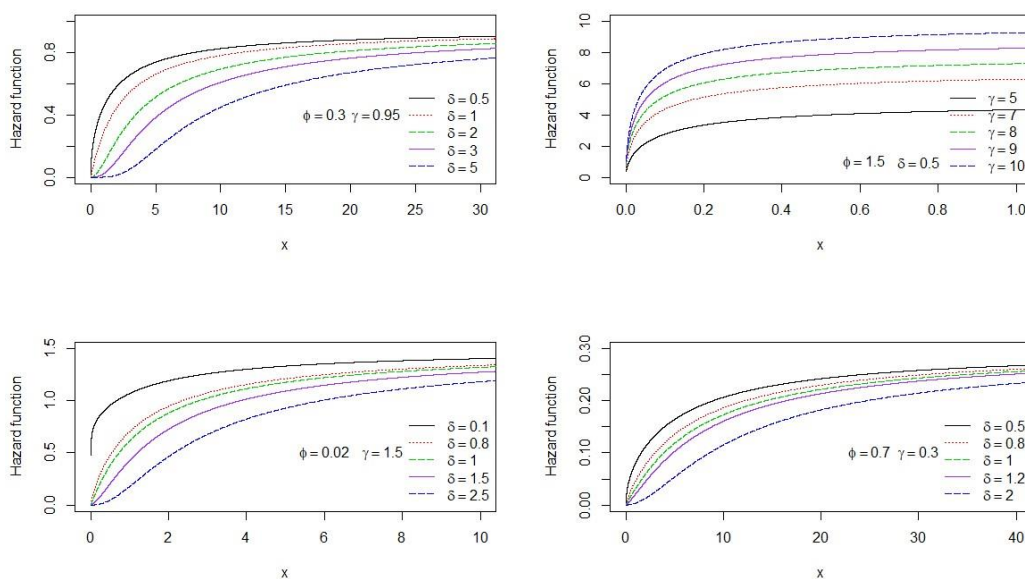 Hazard function
0.0 0.4 0.8
ϕ = 0.3 γ = 0.95
δ = 0.5
δ = 1
δ = 2
δ = 3
δ = 5
0 5 10 15 20 25 30
x
Hazard function
0 2 4 6 8 10
ϕ = 1.5 δ = 0.5
γ = 5
γ = 7
γ = 8
γ = 9
γ = 10
0.0 0.2 0.4 0.6 0.8 1.0
x
Hazard function
0.0 0.5 1.0 1.5
ϕ = 0.02 γ = 1.5
δ = 0.1
δ = 0.8
δ = 1
δ = 1.5
δ = 2.5
0 2 4 6 8 10
x
Hazard function
0.00 0.10 0.20 0.30
ϕ = 0.7 γ = 0.3
δ = 0.5
δ = 0.8
δ = 1
δ = 1.2
δ = 2
0 10 20 30 40
x